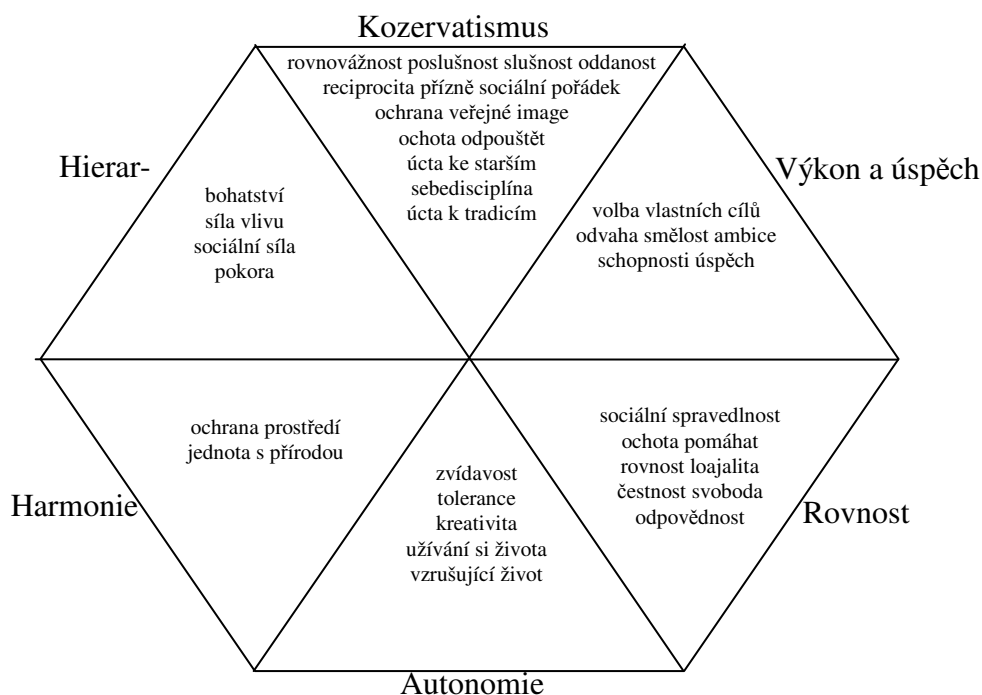 Kozervatismus
rovnovážnost poslušnost slušnost oddanost
reciprocita přízně sociální pořádek
ochrana veřejné image
ochota odpouštět
úcta ke starším
sebedisciplína
úcta k tradicím
Hierar-
bohatství
síla vlivu
sociální síla
pokora
Výkon a úspěch
volba vlastních cílů
odvaha smělost ambice
schopnosti úspěch
Harmonie
ochrana prostředí
jednota s přírodou
zvídavost
tolerance
kreativita
užívání si života
vzrušující život
sociální spravedlnost
ochota pomáhat
rovnost loajalita
čestnost svoboda
odpovědnost
Rovnost
Autonomie